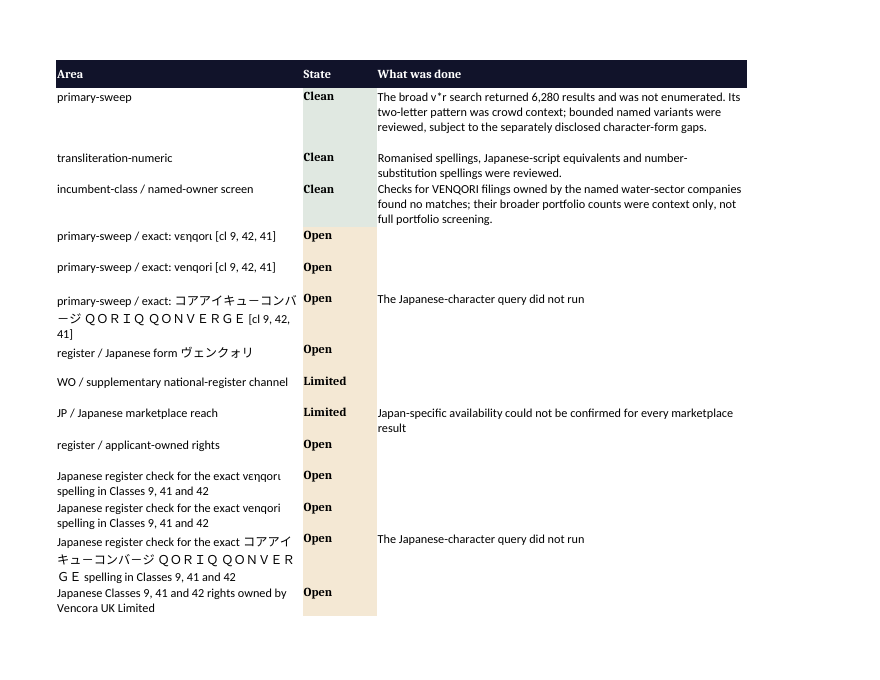 Area State What was done
primary-sweep Clean The broad v*r search returned 6,280 results and was not enumerated. Its
two-letter pattern was crowd context; bounded named variants were
reviewed, subject to the separately disclosed character-form gaps.
transliteration-numeric Clean Romanised spellings, Japanese-script equivalents and number-
substitution spellings were reviewed.
incumbent-class / named-owner screen Clean Checks for VENQORI filings owned by the named water-sector companies
found no matches; their broader portfolio counts were context only, not
full portfolio screening.
primary-sweep / exact: νεηqorι [cl 9, 42, 41] Open
primary-sweep / exact: venqori [cl 9, 42, 41] Open
primary-sweep / exact: コアアイキューコンバ Open The Japanese-character query did not run
ージ ＱＯＲＩＱ ＱＯＮＶＥＲＧＥ [cl 9, 42,
41]
register / Japanese form ヴェンクォリ Open
WO / supplementary national-register channel Limited
JP / Japanese marketplace reach Limited Japan-specific availability could not be confirmed for every marketplace
result
register / applicant-owned rights Open
Japanese register check for the exact νεηqorι Open
spelling in Classes 9, 41 and 42
Japanese register check for the exact venqori Open
spelling in Classes 9, 41 and 42
Japanese register check for the exact コアアイ Open The Japanese-character query did not run
キューコンバージ ＱＯＲＩＱ ＱＯＮＶＥＲ
ＧＥ spelling in Classes 9, 41 and 42
Japanese Classes 9, 41 and 42 rights owned by Open
Vencora UK Limited